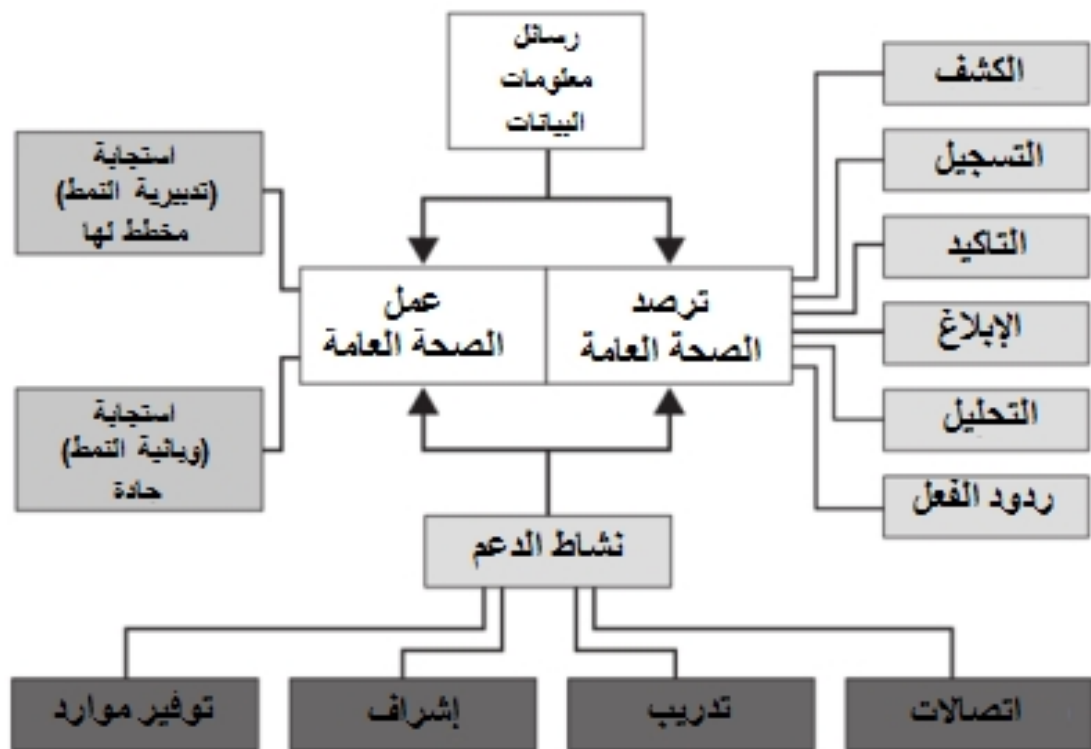 رسائل
معلومات
البيانات
الكشف
التسجيل
التاكيد
الإبلاغ
التحليل
ردود الفعل
ترصد
الصحة العامة
عمل
الصحة العامة
استجابة
(تدبيرية النمط)
مخطط لها
استجابة
(وبائية النمط)
حادة
نشاط الدعم
اتصالات
تدريب
إشراف
توفير موارد